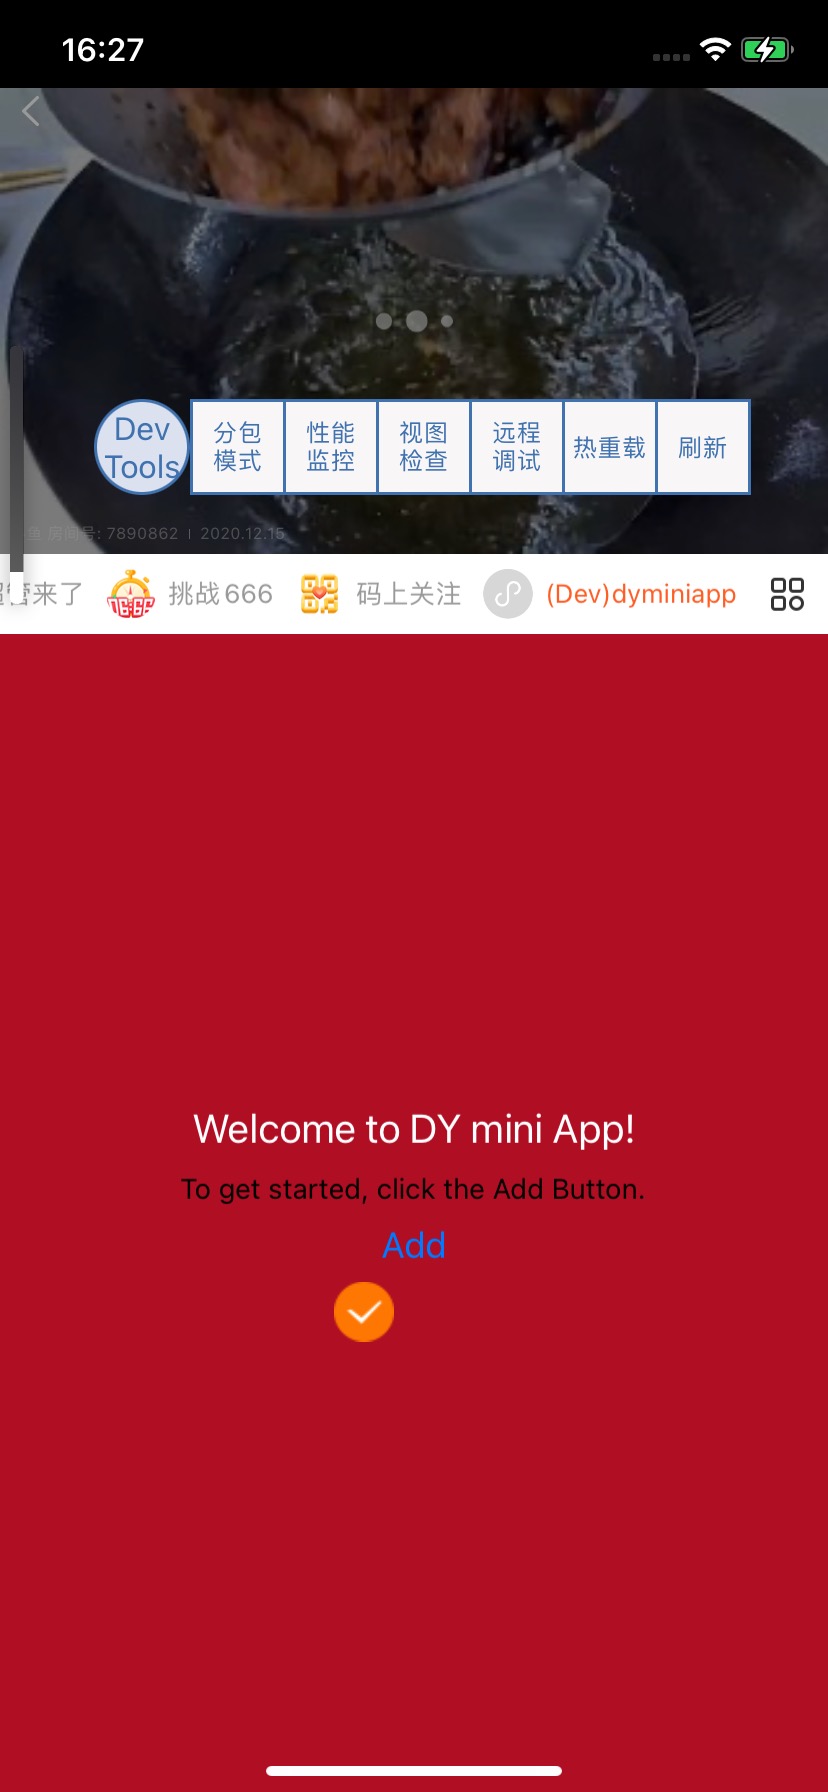 16:27
Dev
Tools
分包
模式
性能
监控
视图
检查
远程
调试
热重载
刷新
鱼 房间号: 7890862 | 2020.12.15
管来了
挑战666
码上关注
(Dev)dyminiapp
Welcome to DY mini App!
To get started, click the Add Button.
Add